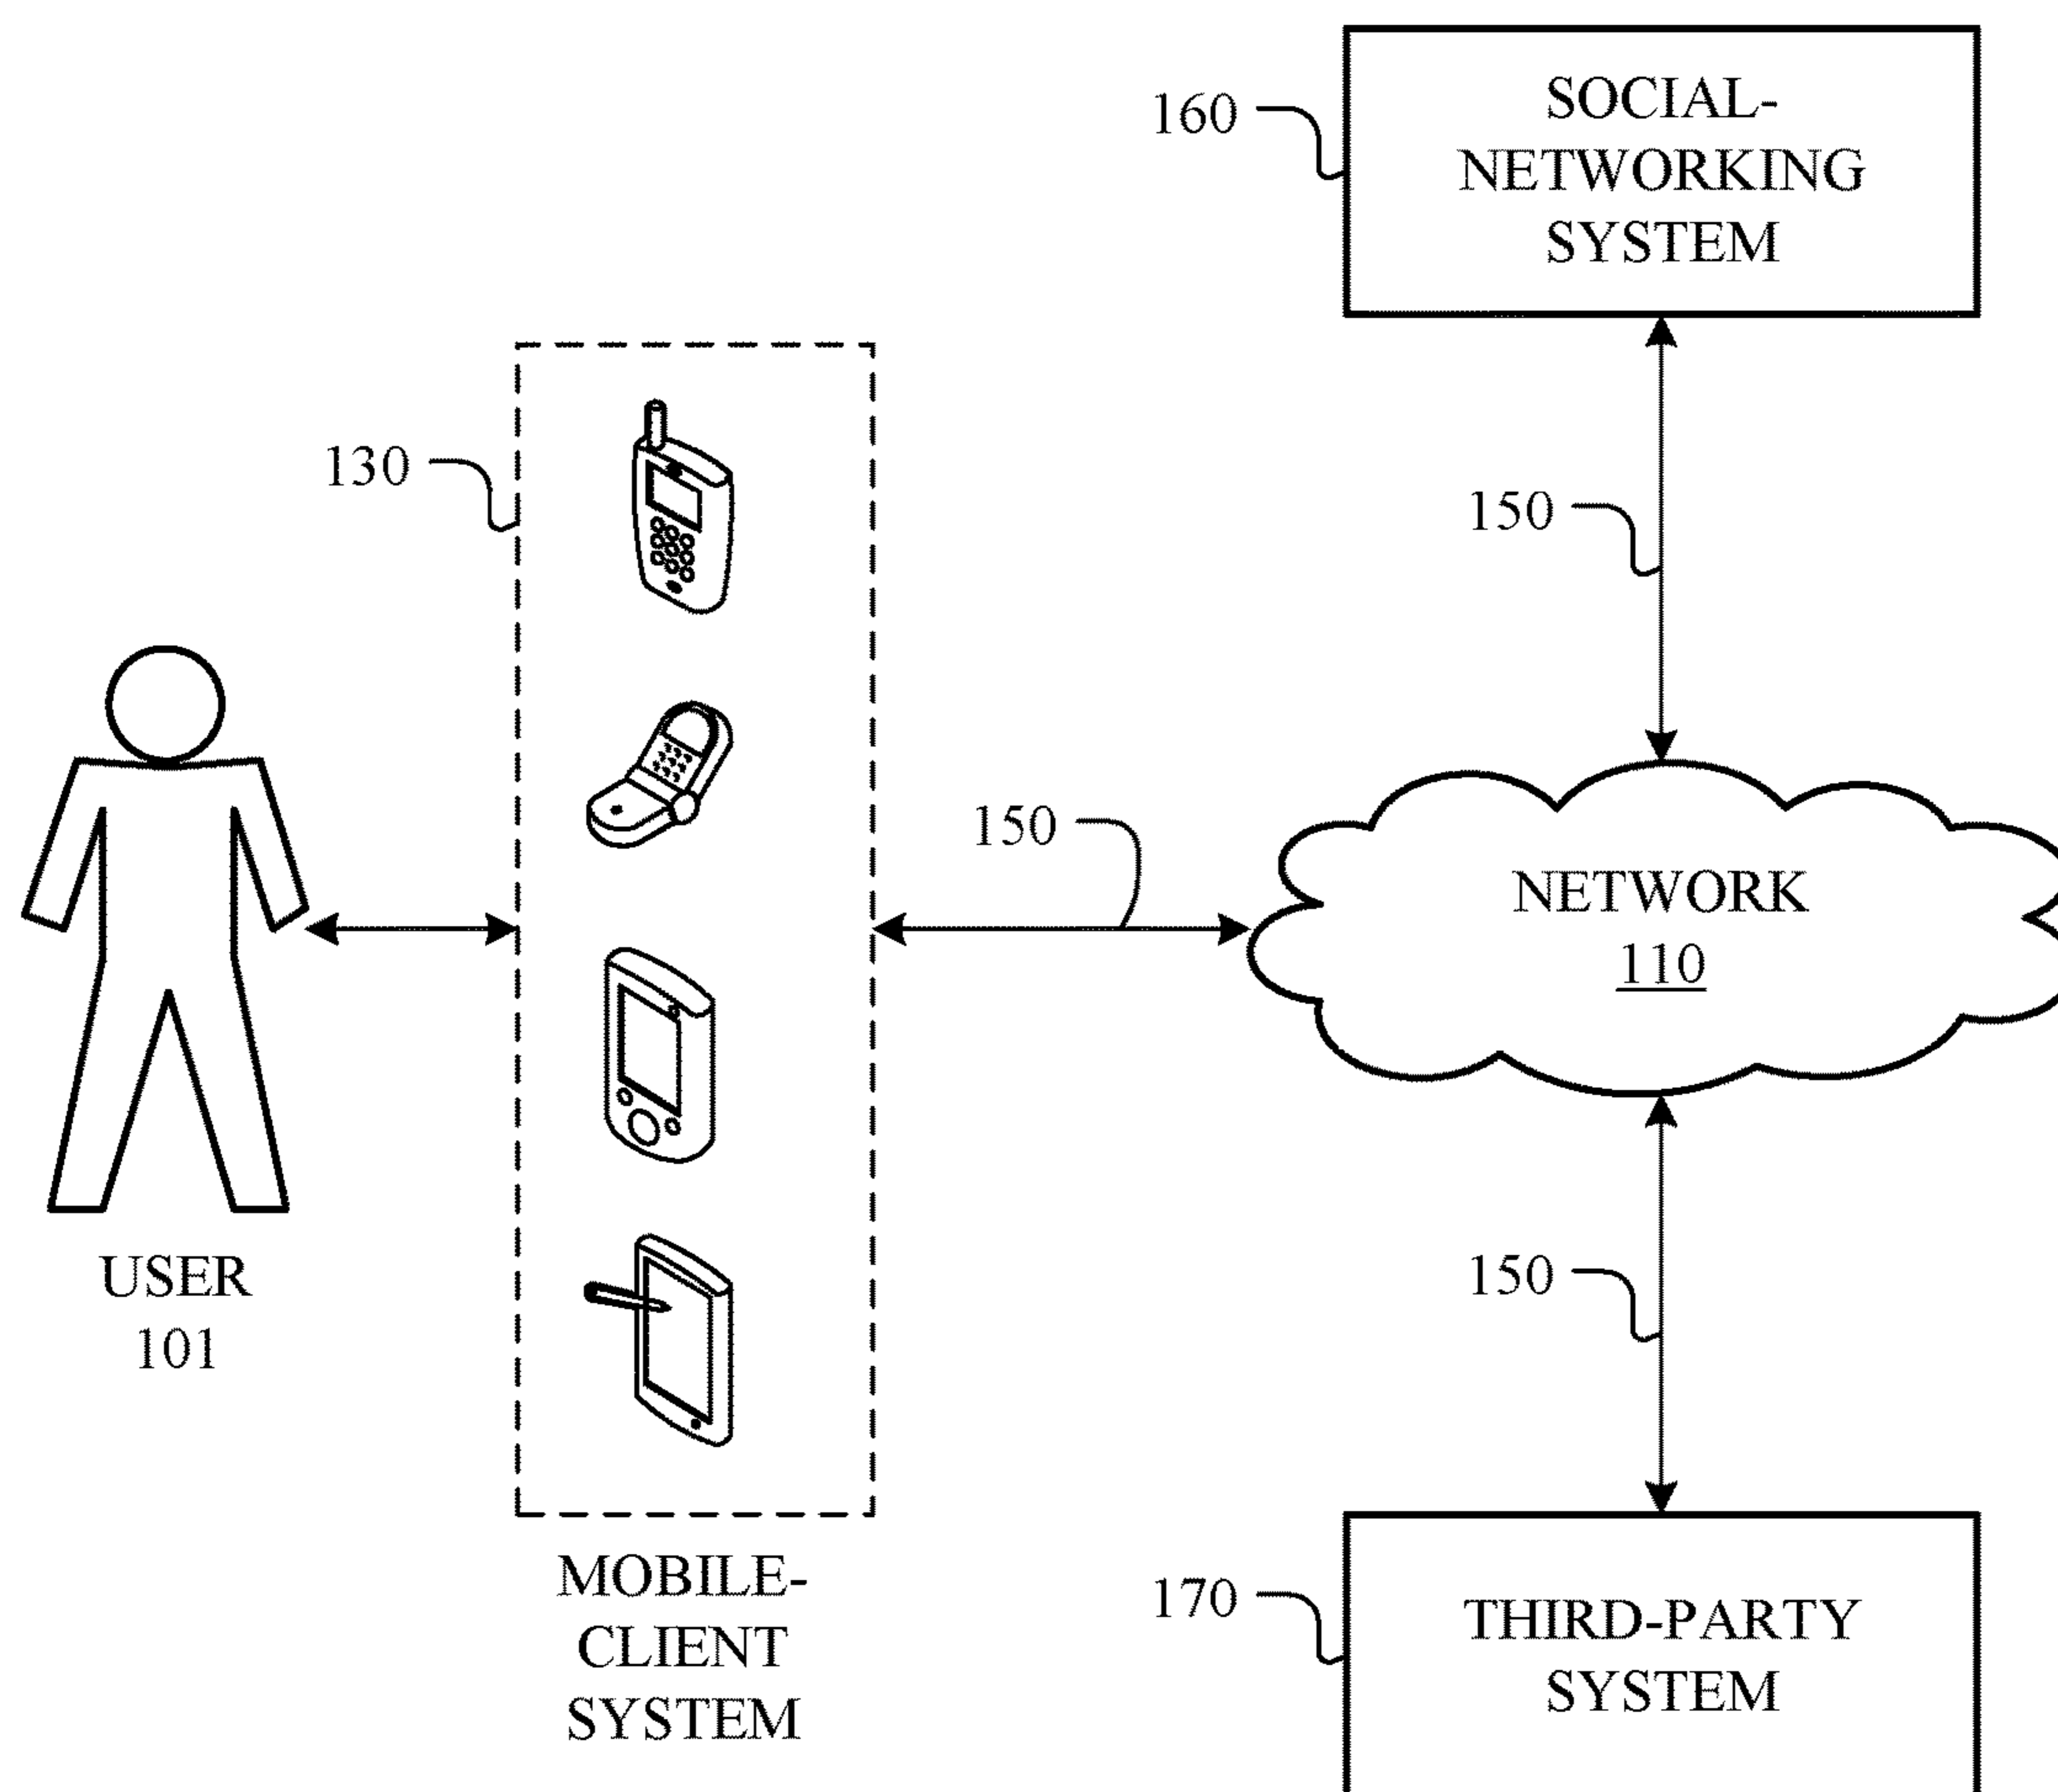 160
SOCIAL-
NETWORKING
SYSTEM
130
150
150
NETWORK
110
USER
101
150
MOBILE-
CLIENT
SYSTEM
170
THIRD-PARTY
SYSTEM